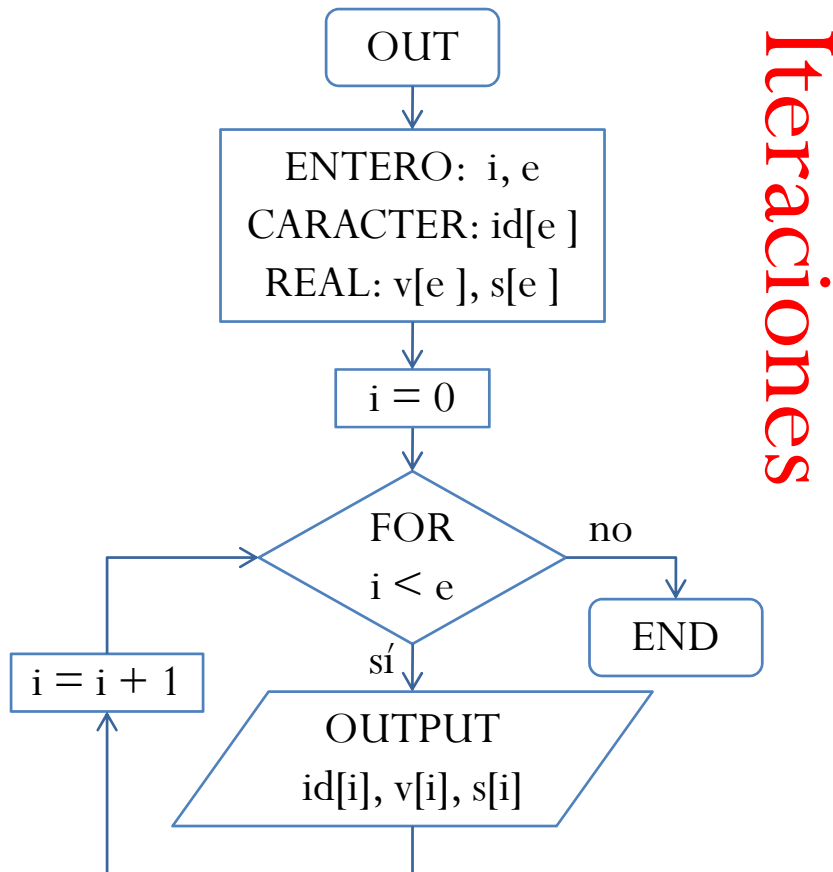 OUT
Iteraciones
ENTERO: i, e
CARACTER: id[e ]
REAL: v[e ], s[e ]
i = 0
FOR
i < e
no
END
sí
i = i + 1
OUTPUT
id[i], v[i], s[i]